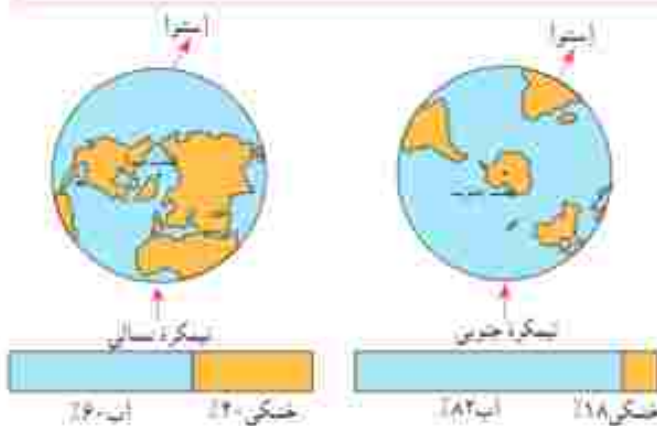 استوا
استوا
نیمکرهٔ جنوبی
نیمکرهٔ شمالی
خشکی ۱۸٪ آب ۸۲٪
خشکی ۴۰٪ آب ۶۰٪